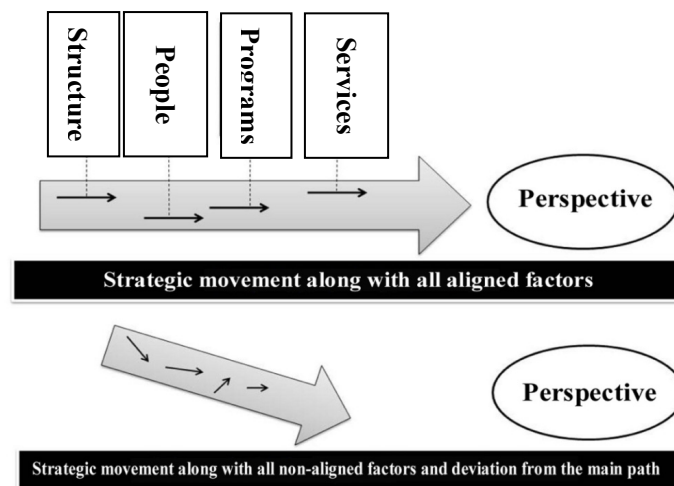 Structure
People
Programs
Services
Perspective
Strategic movement along with all aligned factors
Perspective
Strategic movement along with all non-aligned factors and deviation from the main path